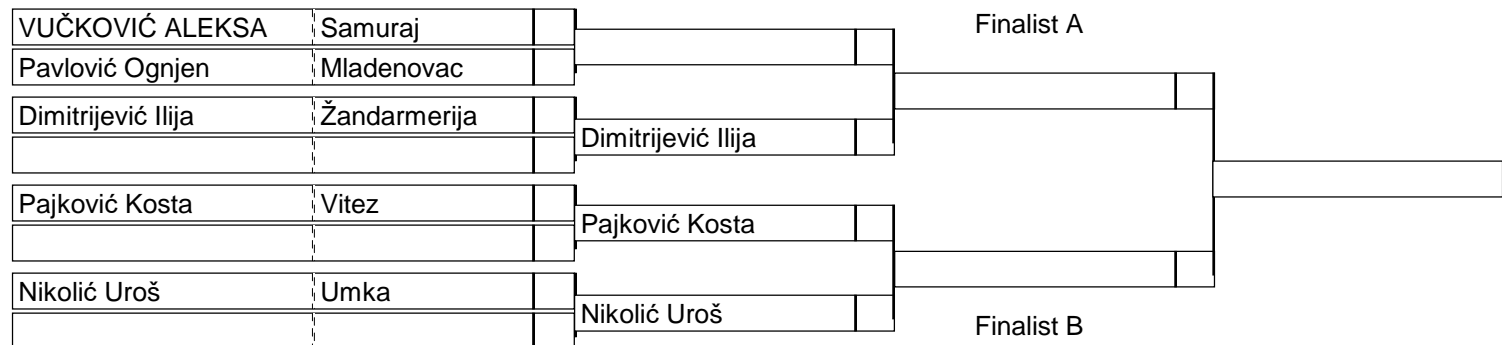 VUČKOVIĆ ALEKSA Samuraj
Pavlović Ognjen Mladenovac
Dimitrijević Ilija Žandarmerija
Pajković Kosta Vitez
Nikolić Uroš Umka
Dimitrijević Ilija
Pajković Kosta
Nikolić Uroš
Finalist A
Finalist B